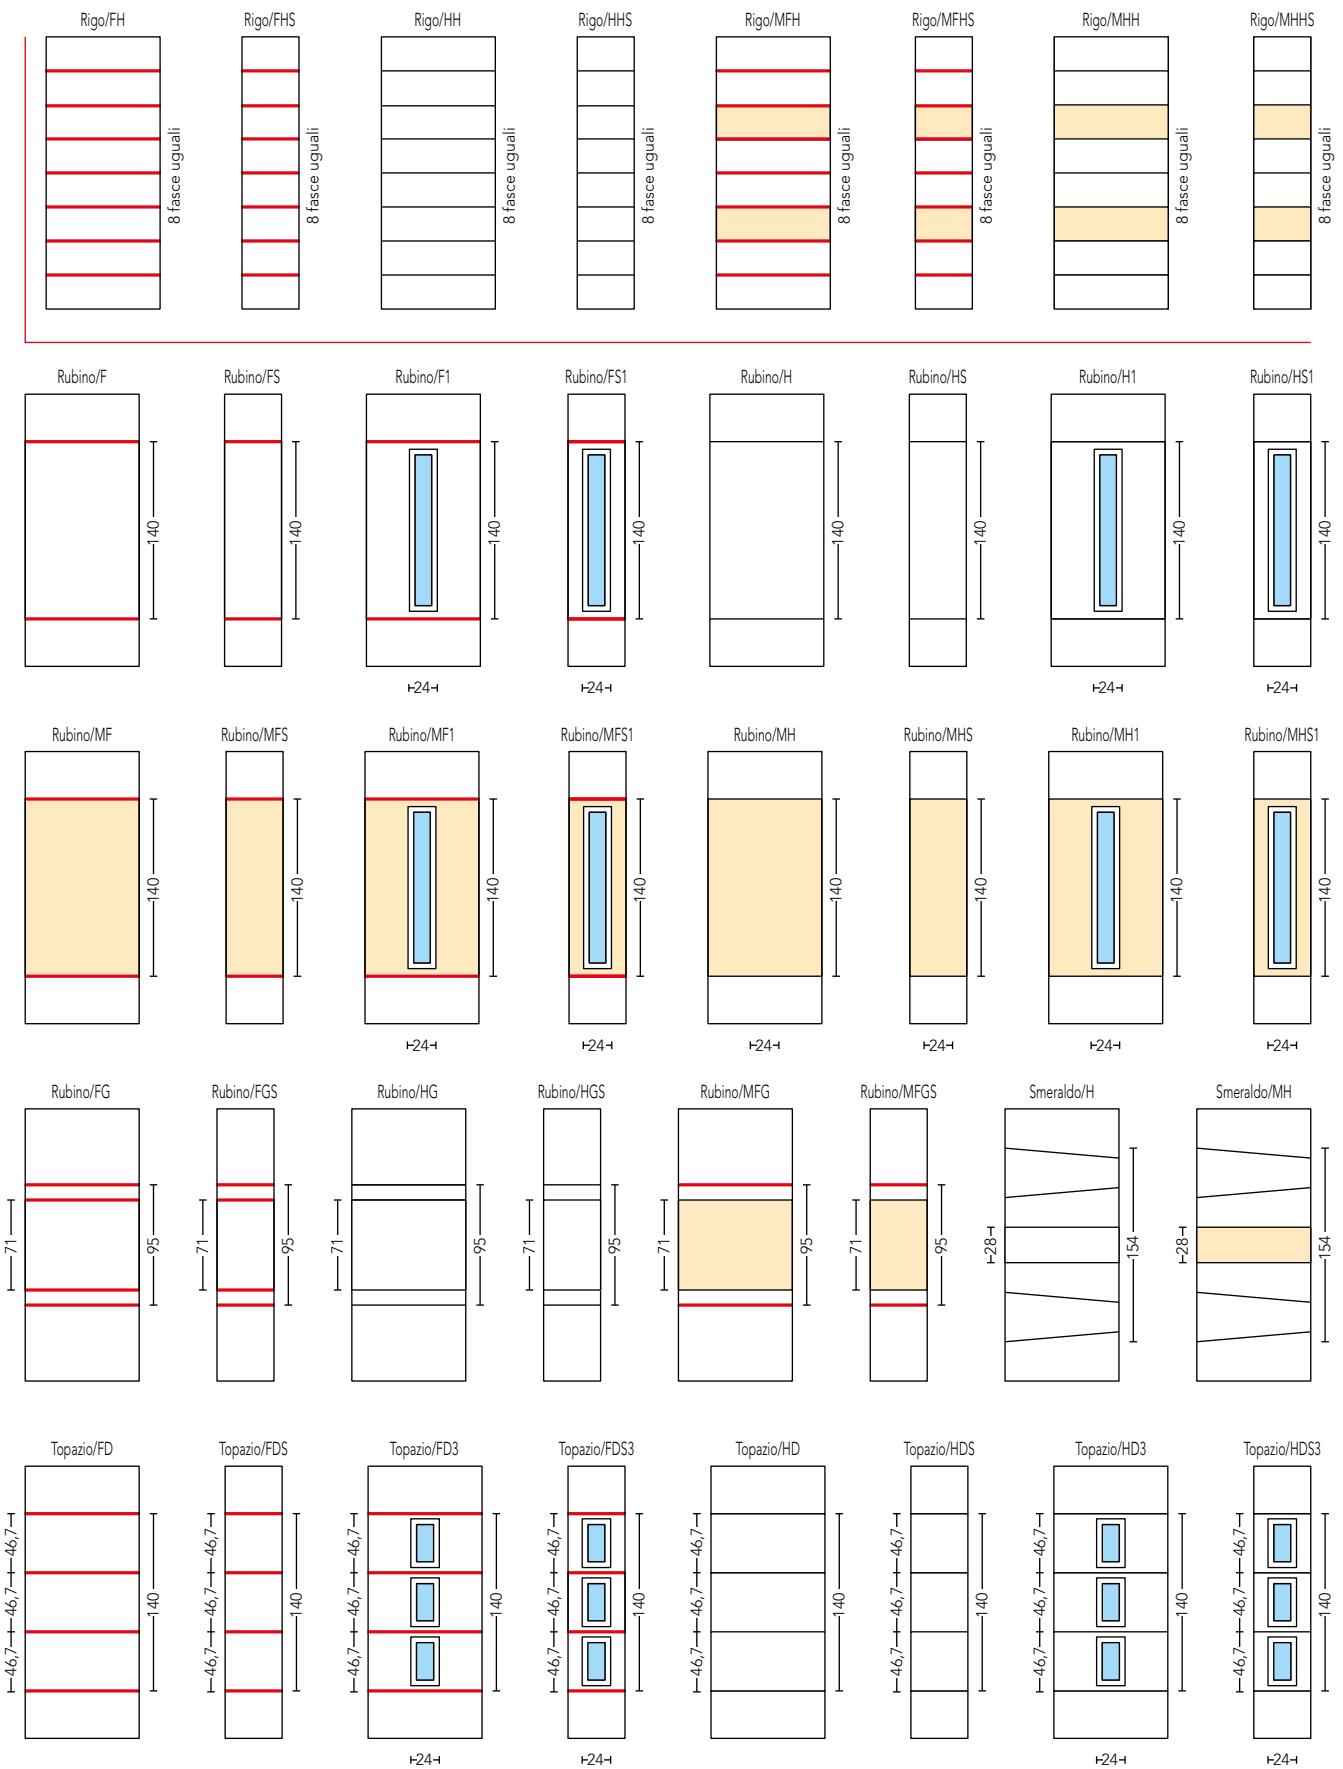 Rigo/FH Rigo/FHS Rigo/HH Rigo/HHS Rigo/MFH Rigo/MFHS Rigo/MHH Rigo/MHHS
8 fasce uguali 8 fasce uguali 8 fasce uguali 8 fasce uguali 8 fasce uguali 8 fasce uguali 8 fasce uguali 8 fasce uguali
Rubino/F Rubino/FS Rubino/F1 Rubino/FS1 Rubino/H Rubino/HS Rubino/H1 Rubino/HS1
140 140 140 140 140 140 140 140
24 24 24 24
Rubino/MF Rubino/MFS Rubino/MF1 Rubino/MFS1 Rubino/MH Rubino/MHS Rubino/MH1 Rubino/MHS1
140 140 140 140 140 140 140 140
24 24 24 24 24 24
Rubino/FG Rubino/FGS Rubino/HG Rubino/HGS Rubino/MFG Rubino/MFGS Smeraldo/H Smeraldo/MH
71 95 71 95 71 95 95 71 95 71 95 28 154 28 154
Topazio/FD Topazio/FDS Topazio/FD3 Topazio/FDS3 Topazio/HD Topazio/HDS Topazio/HD3 Topazio/HDS3
46,7 46,7 46,7 46,7 46,7 46,7 46,7 46,7
46,7 140 46,7 140 46,7 140 46,7 140 46,7 140 46,7 140 46,7 140 46,7 140
46,7 46,7 46,7 46,7 46,7 46,7 46,7 46,7
24 24 24 24